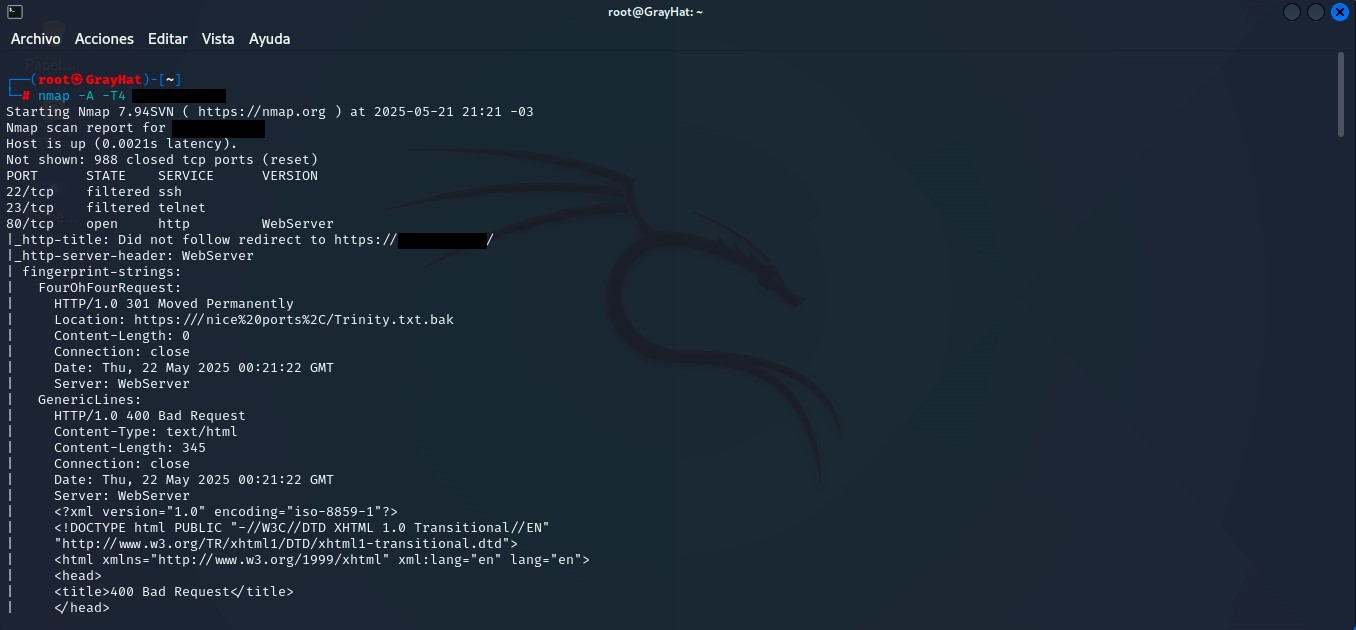 root@GrayHat: ~
Archivo Acciones Editar Vista Ayuda
┌──(root㉿GrayHat)-[~]
└─# nmap -A -T4
Starting Nmap 7.94SVN ( https://nmap.org ) at 2025-05-21 21:21 -03
Nmap scan report for
Host is up (0.0021s latency).
Not shown: 988 closed tcp ports (reset)
PORT STATE SERVICE VERSION
22/tcp filtered ssh
23/tcp filtered telnet
80/tcp open http WebServer
|_http-title: Did not follow redirect to https:///
|_http-server-header: WebServer
| fingerprint-strings:
| FourOhFourRequest:
| HTTP/1.0 301 Moved Permanently
| Location: https:///nice%20ports%2C/Trinity.txt.bak
| Content-Length: 0
| Connection: close
| Date: Thu, 22 May 2025 00:21:22 GMT
| Server: WebServer
| GenericLines:
| HTTP/1.0 400 Bad Request
| Content-Type: text/html
| Content-Length: 345
| Connection: close
| Date: Thu, 22 May 2025 00:21:22 GMT
| Server: WebServer
| <?xml version="1.0" encoding="iso-8859-1"?>
| <!DOCTYPE html PUBLIC "-//W3C//DTD XHTML 1.0 Transitional//EN"
| "http://www.w3.org/TR/xhtml1/DTD/xhtml1-transitional.dtd">
| <html xmlns="http://www.w3.org/1999/xhtml" xml:lang="en" lang="en">
| <head>
| <title>400 Bad Request</title>
| </head>